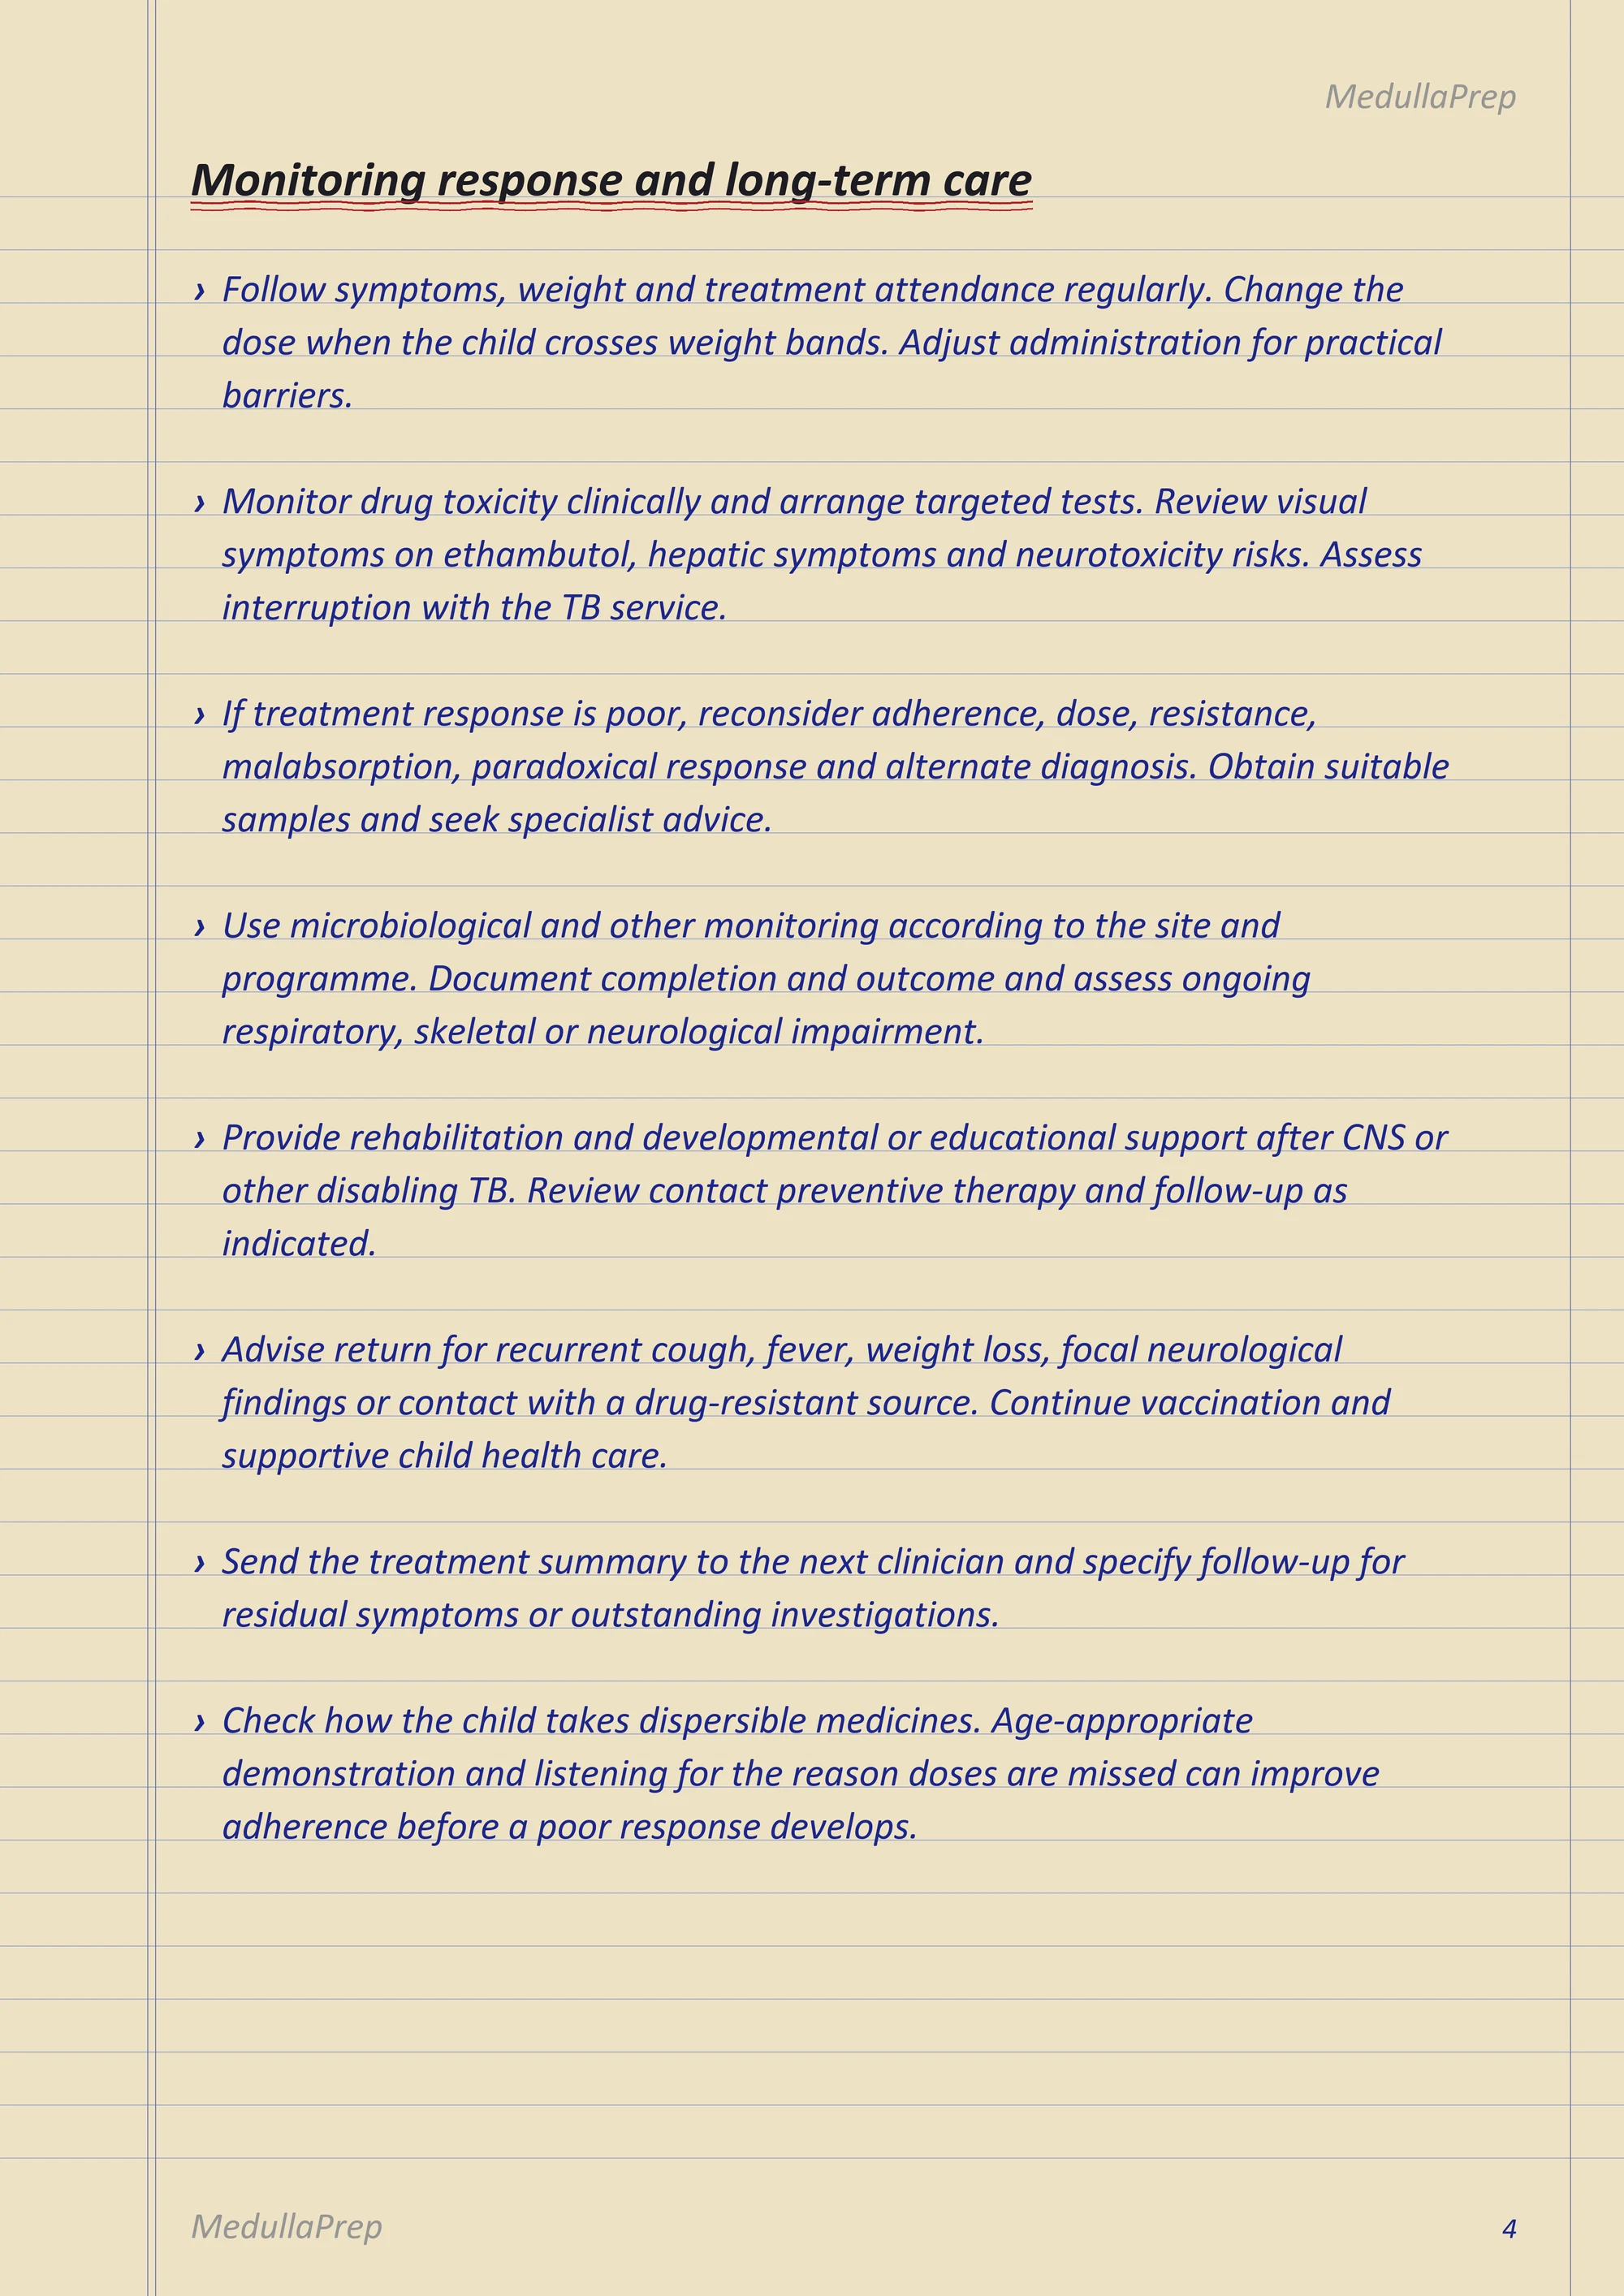 MedullaPrep
Monitoring response and long-term care
› Follow symptoms, weight and treatment attendance regularly. Change the
dose when the child crosses weight bands. Adjust administration for practical
barriers.
› Monitor drug toxicity clinically and arrange targeted tests. Review visual
symptoms on ethambutol, hepatic symptoms and neurotoxicity risks. Assess
interruption with the TB service.
› If treatment response is poor, reconsider adherence, dose, resistance,
malabsorption, paradoxical response and alternate diagnosis. Obtain suitable
samples and seek specialist advice.
› Use microbiological and other monitoring according to the site and
programme. Document completion and outcome and assess ongoing
respiratory, skeletal or neurological impairment.
› Provide rehabilitation and developmental or educational support after CNS or
other disabling TB. Review contact preventive therapy and follow-up as
indicated.
› Advise return for recurrent cough, fever, weight loss, focal neurological
findings or contact with a drug-resistant source. Continue vaccination and
supportive child health care.
› Send the treatment summary to the next clinician and specify follow-up for
residual symptoms or outstanding investigations.
› Check how the child takes dispersible medicines. Age-appropriate
demonstration and listening for the reason doses are missed can improve
adherence before a poor response develops.
MedullaPrep
4